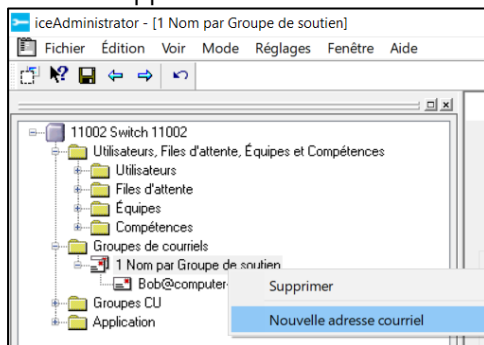 iceAdministrator - [1 Nom par Groupe de soutien]
Fichier Édition Voir Mode Réglages Fenêtre Aide
11002 Switch 11002
Utilisateurs, Files d'attente, Équipes et Compétences
Utilisateurs
Files d'attente
Équipes
Compétences
Groupes de courriels
1 Nom par Groupe de soutien
Bob@computer-
Supprimer
Groupes CU
Nouvelle adresse courriel
Application